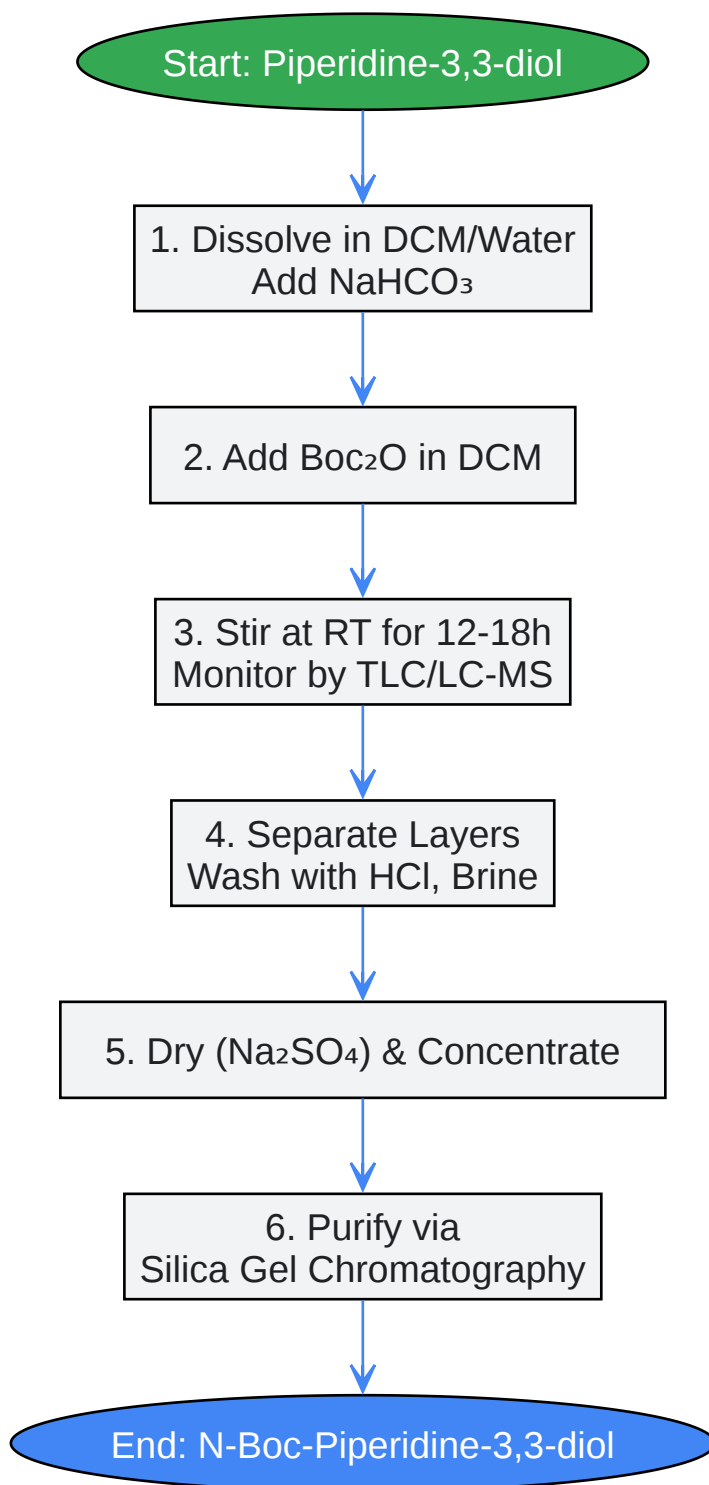 Start: Piperidine-3,3-diol
1. Dissolve in DCM/Water
Add NaHCO₃
2. Add Boc₂O in DCM
3. Stir at RT for 12-18h
Monitor by TLC/LC-MS
4. Separate Layers
Wash with HCl, Brine
5. Dry (Na₂SO₄) & Concentrate
6. Purify via
Silica Gel Chromatography
End: N-Boc-Piperidine-3,3-diol